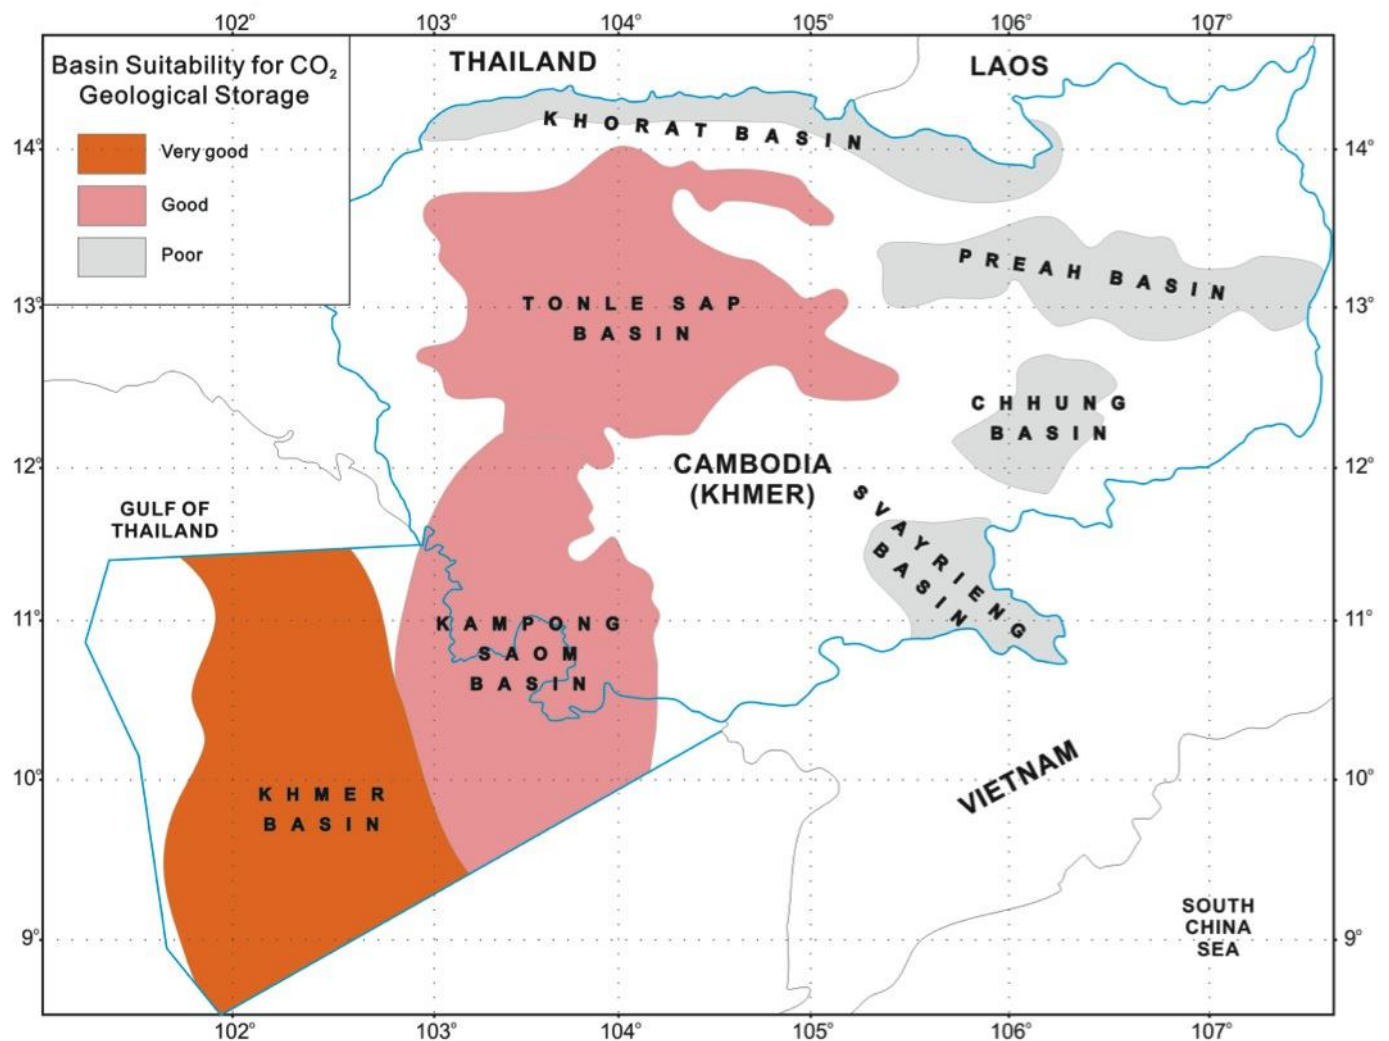 102° 103° 104° 105° 106° 107°
Basin Suitability for CO₂
Geological Storage
Very good
Good
Poor
THAILAND
LAOS
KHORAT BASIN
14° 14°
PREAH BASIN
TONLE SAP
BASIN
13° 13°
CHHUNG
BASIN
CAMBODIA
(KHMER)
12° 12°
GULF OF
THAILAND
SVAYRIENG
BASIN
11° 11°
KAMPONG
SAOM
BASIN
VIETNAM
10° 10°
KHMER
BASIN
SOUTH
CHINA
SEA
9° 9°
102° 103° 104° 105° 106° 107°